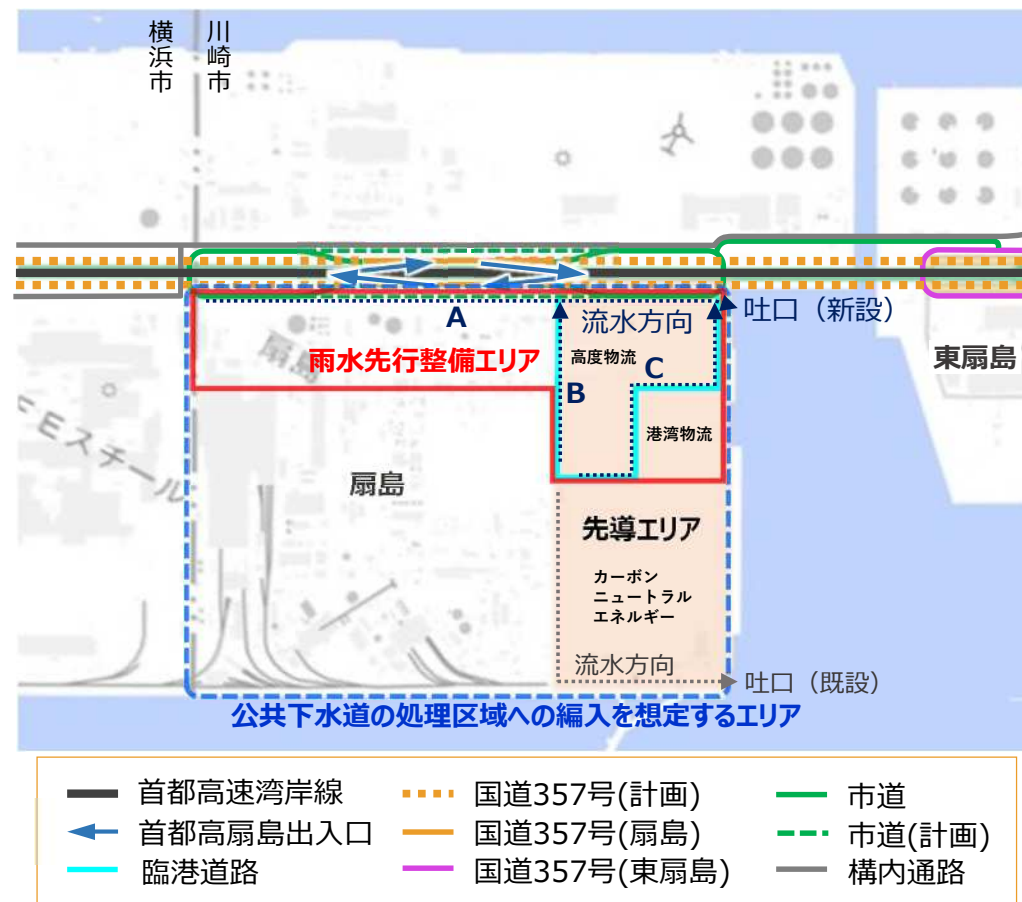 横浜市
川崎市
A
流水方向
吐口（新設）
扇島
雨水先行整備エリア
高度物流
C
B
東扇島
港湾物流
FEスチール
扇島
先導エリア
カーボン
ニュートラル
エネルギー
流水方向
吐口（既設）
公共下水道の処理区域への編入を想定するエリア
首都高速湾岸線
国道357号(計画)
市道
首都高扇島出入口
国道357号(扇島)
市道(計画)
臨港道路
国道357号(東扇島)
構内通路